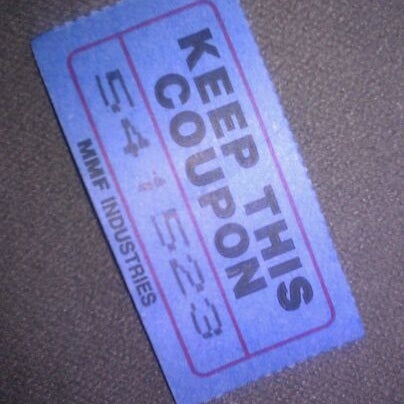 KEEP THIS
COUPON
54 523
MMF INDUSTRIES